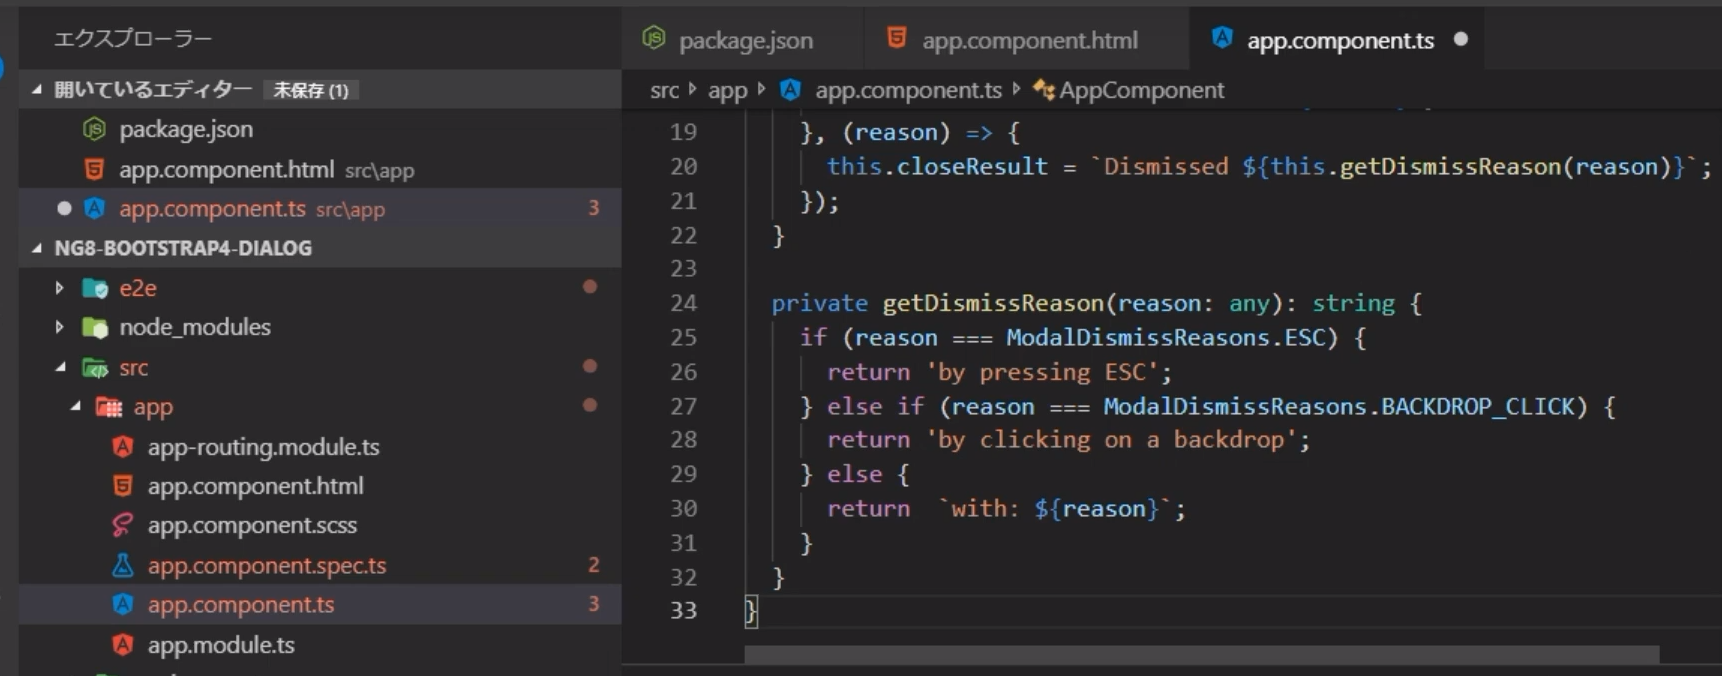 エクスプローラー
開いているエディター 未保存 (1)
package.json
app.component.html src\app
app.component.ts src\app 3
NG8-BOOTSTRAP4-DIALOG
e2e
node_modules
src
app
app-routing.module.ts
app.component.html
app.component.scss
app.component.spec.ts 2
app.component.ts 3
app.module.ts
package.json app.component.html app.component.ts
src app app.component.ts AppComponent
19 }, (reason) => {
20 this.closeResult = `Dismissed ${this.getDismissReason(reason)}`;
21 });
22 }
23
24 private getDismissReason(reason: any): string {
25 if (reason === ModalDismissReasons.ESC) {
26 return 'by pressing ESC';
27 } else if (reason === ModalDismissReasons.BACKDROP_CLICK) {
28 return 'by clicking on a backdrop';
29 } else {
30 return  `with: ${reason}`;
31 }
32 }
33 }